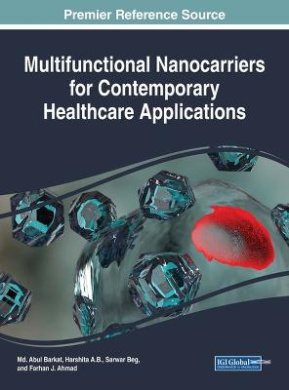 Premier Reference Source
Multifunctional Nanocarriers
for Contemporary
Healthcare Applications
Md. Abul Barkat, Harshita A.B., Sarwar Beg,
and Farhan J. Ahmad
IGI Global